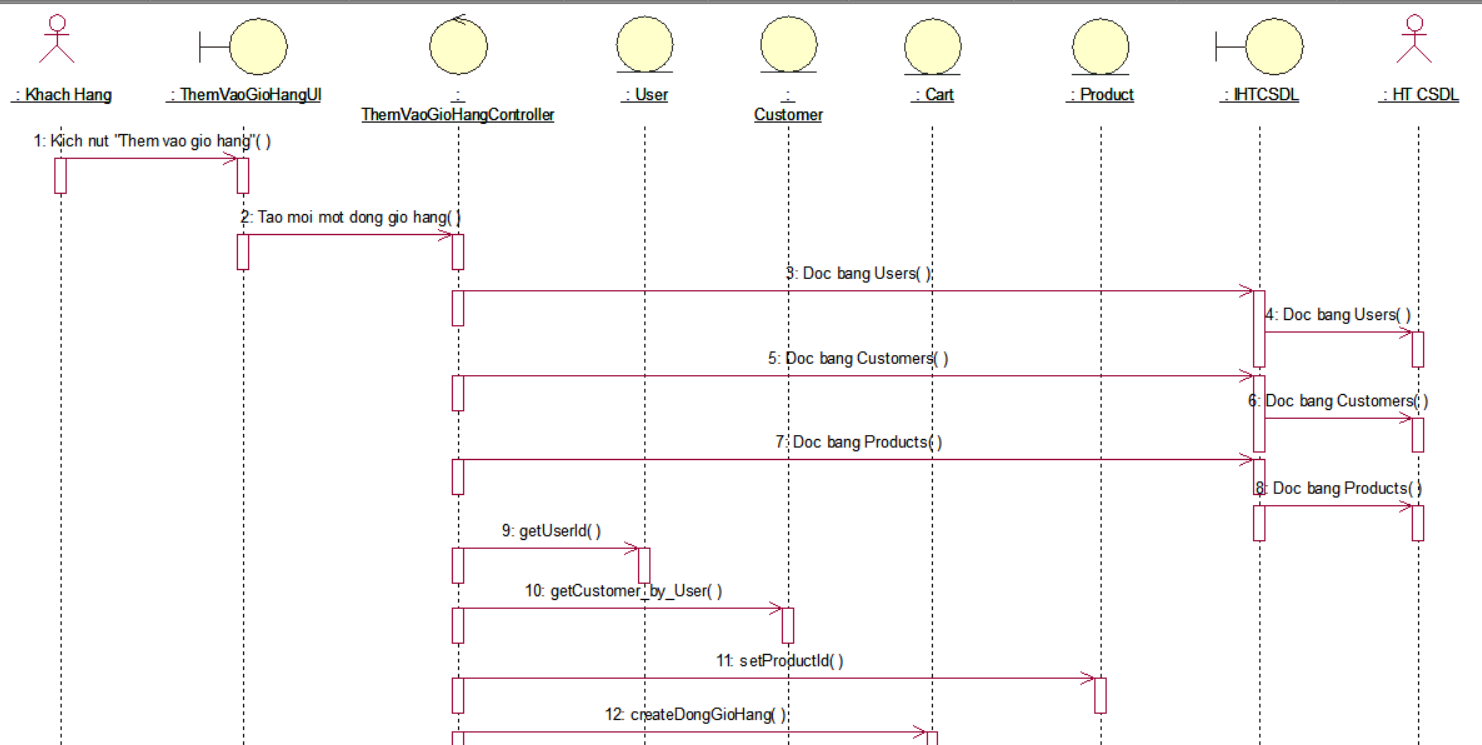 : Khach Hang
: ThemVaoGioHangUI
:
ThemVaoGioHangController
: User
:
Customer
: Cart
: Product
: IHTCSDL
: HT CSDL
1: Kich nut "Them vao gio hang"( )
2: Tao moi mot dong gio hang( )
3: Doc bang Users( )
4: Doc bang Users( )
5: Doc bang Customers( )
6: Doc bang Customers( )
7: Doc bang Products( )
8: Doc bang Products( )
9: getUserId( )
10: getCustomer_by_User( )
11: setProductId( )
12: createDongGioHang( )